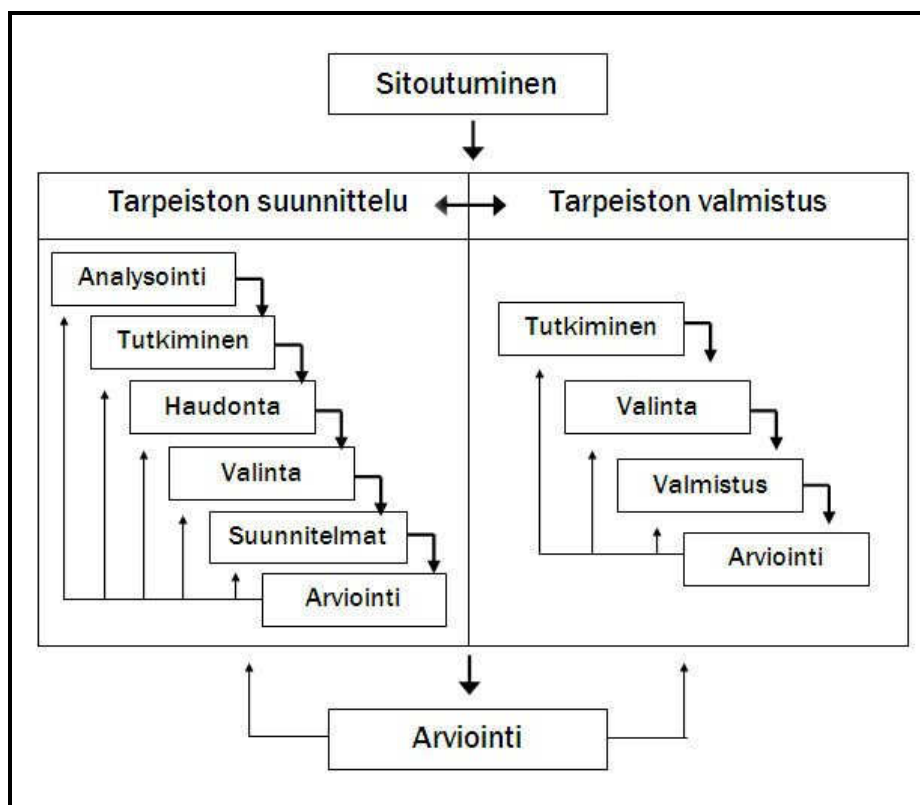 Sitoutuminen
Tarpeiston suunnittelu
Tarpeiston valmistus
Analysointi
Tutkiminen
Haudonta
Valinta
Suunnitelmat
Arviointi
Tutkiminen
Valinta
Valmistus
Arviointi
Arviointi